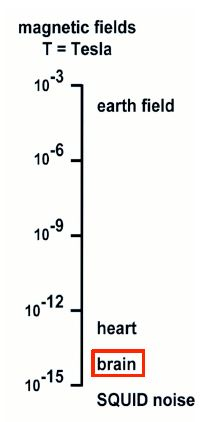 magnetic fields
T = Tesla
10⁻³
earth field
10⁻⁶
10⁻⁹
10⁻¹²
heart
brain
10⁻¹⁵
SQUID noise